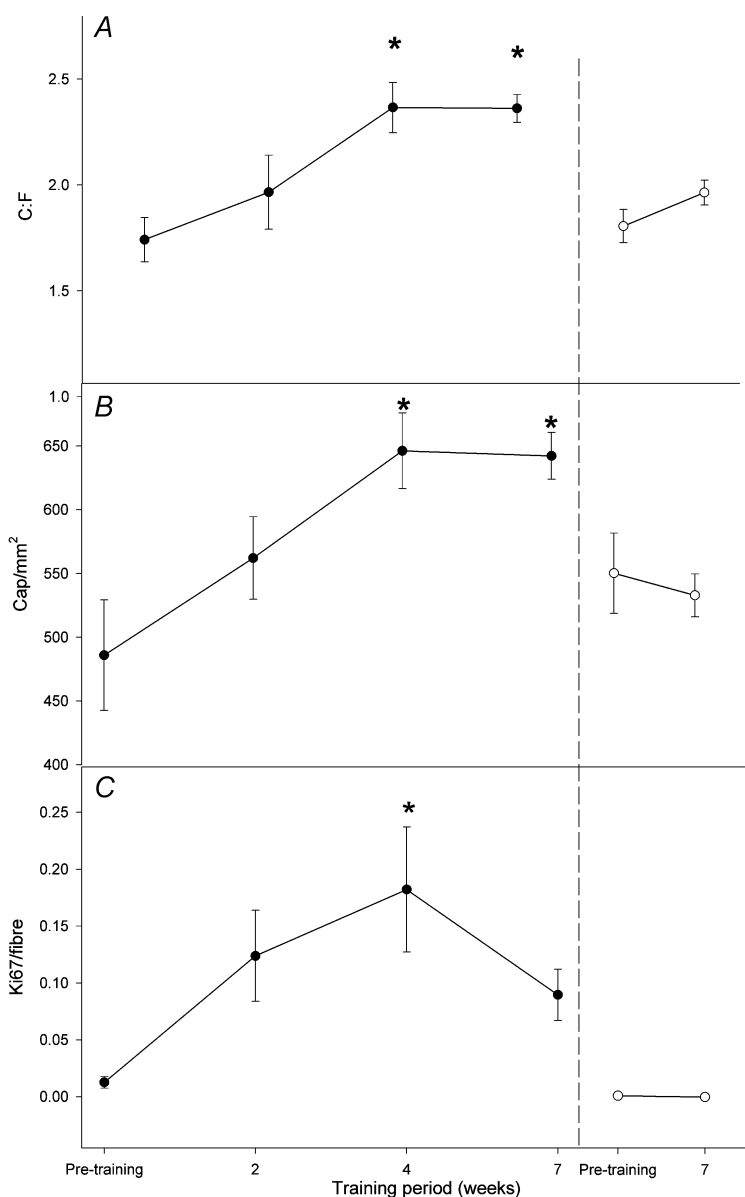 A
*
*
2.5
2.0
1.5
C:F
1.0
B
*
*
650
600
550
500
450
400
Cap/mm²
C
*
0.25
0.20
0.15
0.10
0.05
0.00
Ki67/fibre
Pre-training 2 4 7 Pre-training 7
Training period (weeks)